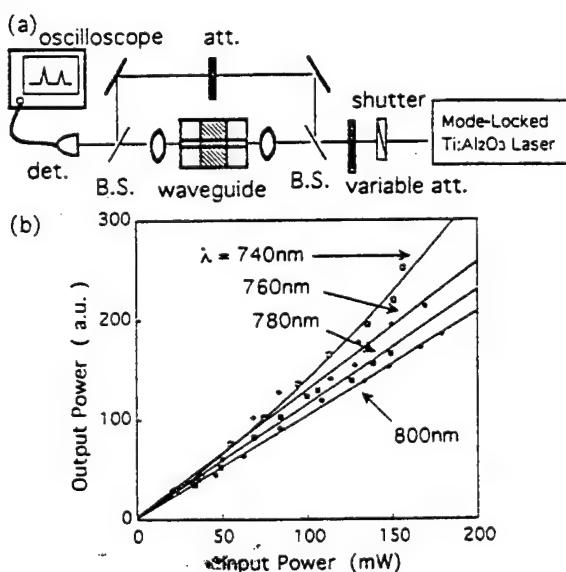 (a)
oscilloscope
att.
shutter
Mode-Locked
Ti:Al2O3 Laser
det.
B.S.
waveguide
B.S.
variable att.
(b)
300
200
100
0
Output Power ( a.u. )
λ = 740nm
760nm
780nm
800nm
0
50
100
150
200
Input Power (mW)